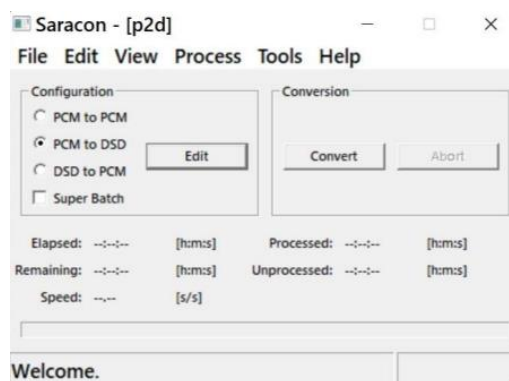 Saracon - [p2d]
File Edit View Process Tools Help
Configuration
PCM to PCM
PCM to DSD
DSD to PCM
Super Batch
Edit
Conversion
Convert Abort
Elapsed: --:--:-- [h:m:s] Processed: --:--:-- [h:m:s]
Remaining: --:--:-- [h:m:s] Unprocessed: --:--:-- [h:m:s]
Speed: --.-- [s/s]
Welcome.